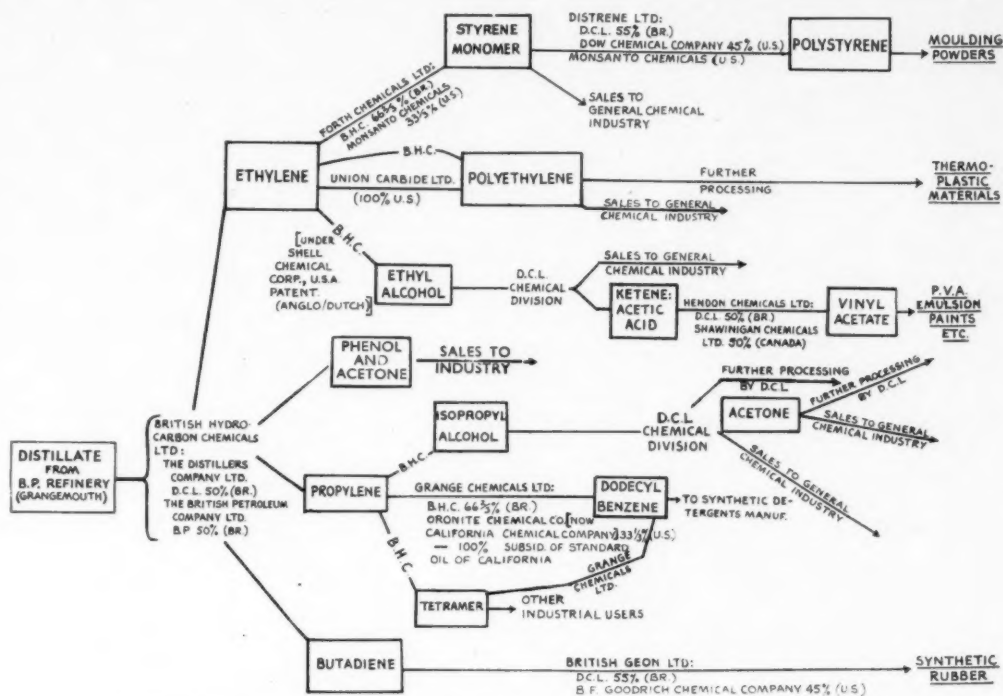 STYRENE
MONOMER
DISTRENE LTD:
D.C.L. 55% (BR.)
DOW CHEMICAL COMPANY 45% (U.S.)
MONSANTO CHEMICALS (U.S.)
POLYSTYRENE
MOULDING
POWDERS
SALES TO
GENERAL CHEMICAL
INDUSTRY
FORTH CHEMICALS LTD:
B.H.C. 66⅔% (BR.)
MONSANTO CHEMICALS
33⅓% (U.S.)
ETHYLENE
B.H.C.
UNION CARBIDE LTD.
(100% U.S.)
POLYETHYLENE
FURTHER
PROCESSING
THERMO-
PLASTIC
MATERIALS
SALES TO GENERAL
CHEMICAL INDUSTRY
B.H.C.
[UNDER
SHELL
CHEMICAL
CORP., U.S.A.
PATENT.
(ANGLO/DUTCH)]
ETHYL
ALCOHOL
D.C.L.
CHEMICAL
DIVISION
SALES TO GENERAL
CHEMICAL INDUSTRY
KETENE:
ACETIC
ACID
HENDON CHEMICALS LTD:
D.C.L. 50% (BR.)
SHAWINIGAN CHEMICALS
LTD. 50% (CANADA)
VINYL
ACETATE
P.V.A.
EMULSION
PAINTS
ETC.
PHENOL
AND
ACETONE
SALES TO
INDUSTRY
DISTILLATE
FROM
B.P. REFINERY
(GRANGEMOUTH)
BRITISH HYDRO-
CARBON CHEMICALS
LTD:
THE DISTILLERS
COMPANY LTD.
D.C.L. 50% (BR.)
THE BRITISH PETROLEUM
COMPANY LTD.
B.P. 50% (BR.)
PROPYLENE
B.H.C.
ISOPROPYL
ALCOHOL
D.C.L
CHEMICAL
DIVISION
FURTHER PROCESSING
BY D.C.L
ACETONE
FURTHER PROCESSING
BY D.C.L
SALES TO GENERAL
CHEMICAL INDUSTRY
SALES TO GENERAL
CHEMICAL INDUSTRY
GRANGE CHEMICALS LTD:
B.H.C. 66⅔% (BR.)
ORONITE CHEMICAL CO.[NOW
CALIFORNIA CHEMICAL COMPANY] 33⅓% (U.S.)
— 100% SUBSID. OF STANDARD
OIL OF CALIFORNIA
DODECYL
BENZENE
TO SYNTHETIC DE-
TERGENTS MANUF.
B.H.C
TETRAMER
GRANGE
CHEMICALS
LTD.
OTHER
INDUSTRIAL USERS
BUTADIENE
BRITISH GEON LTD:
D.C.L. 55% (BR.)
B.F. GOODRICH CHEMICAL COMPANY 45% (U.S.)
SYNTHETIC
RUBBER